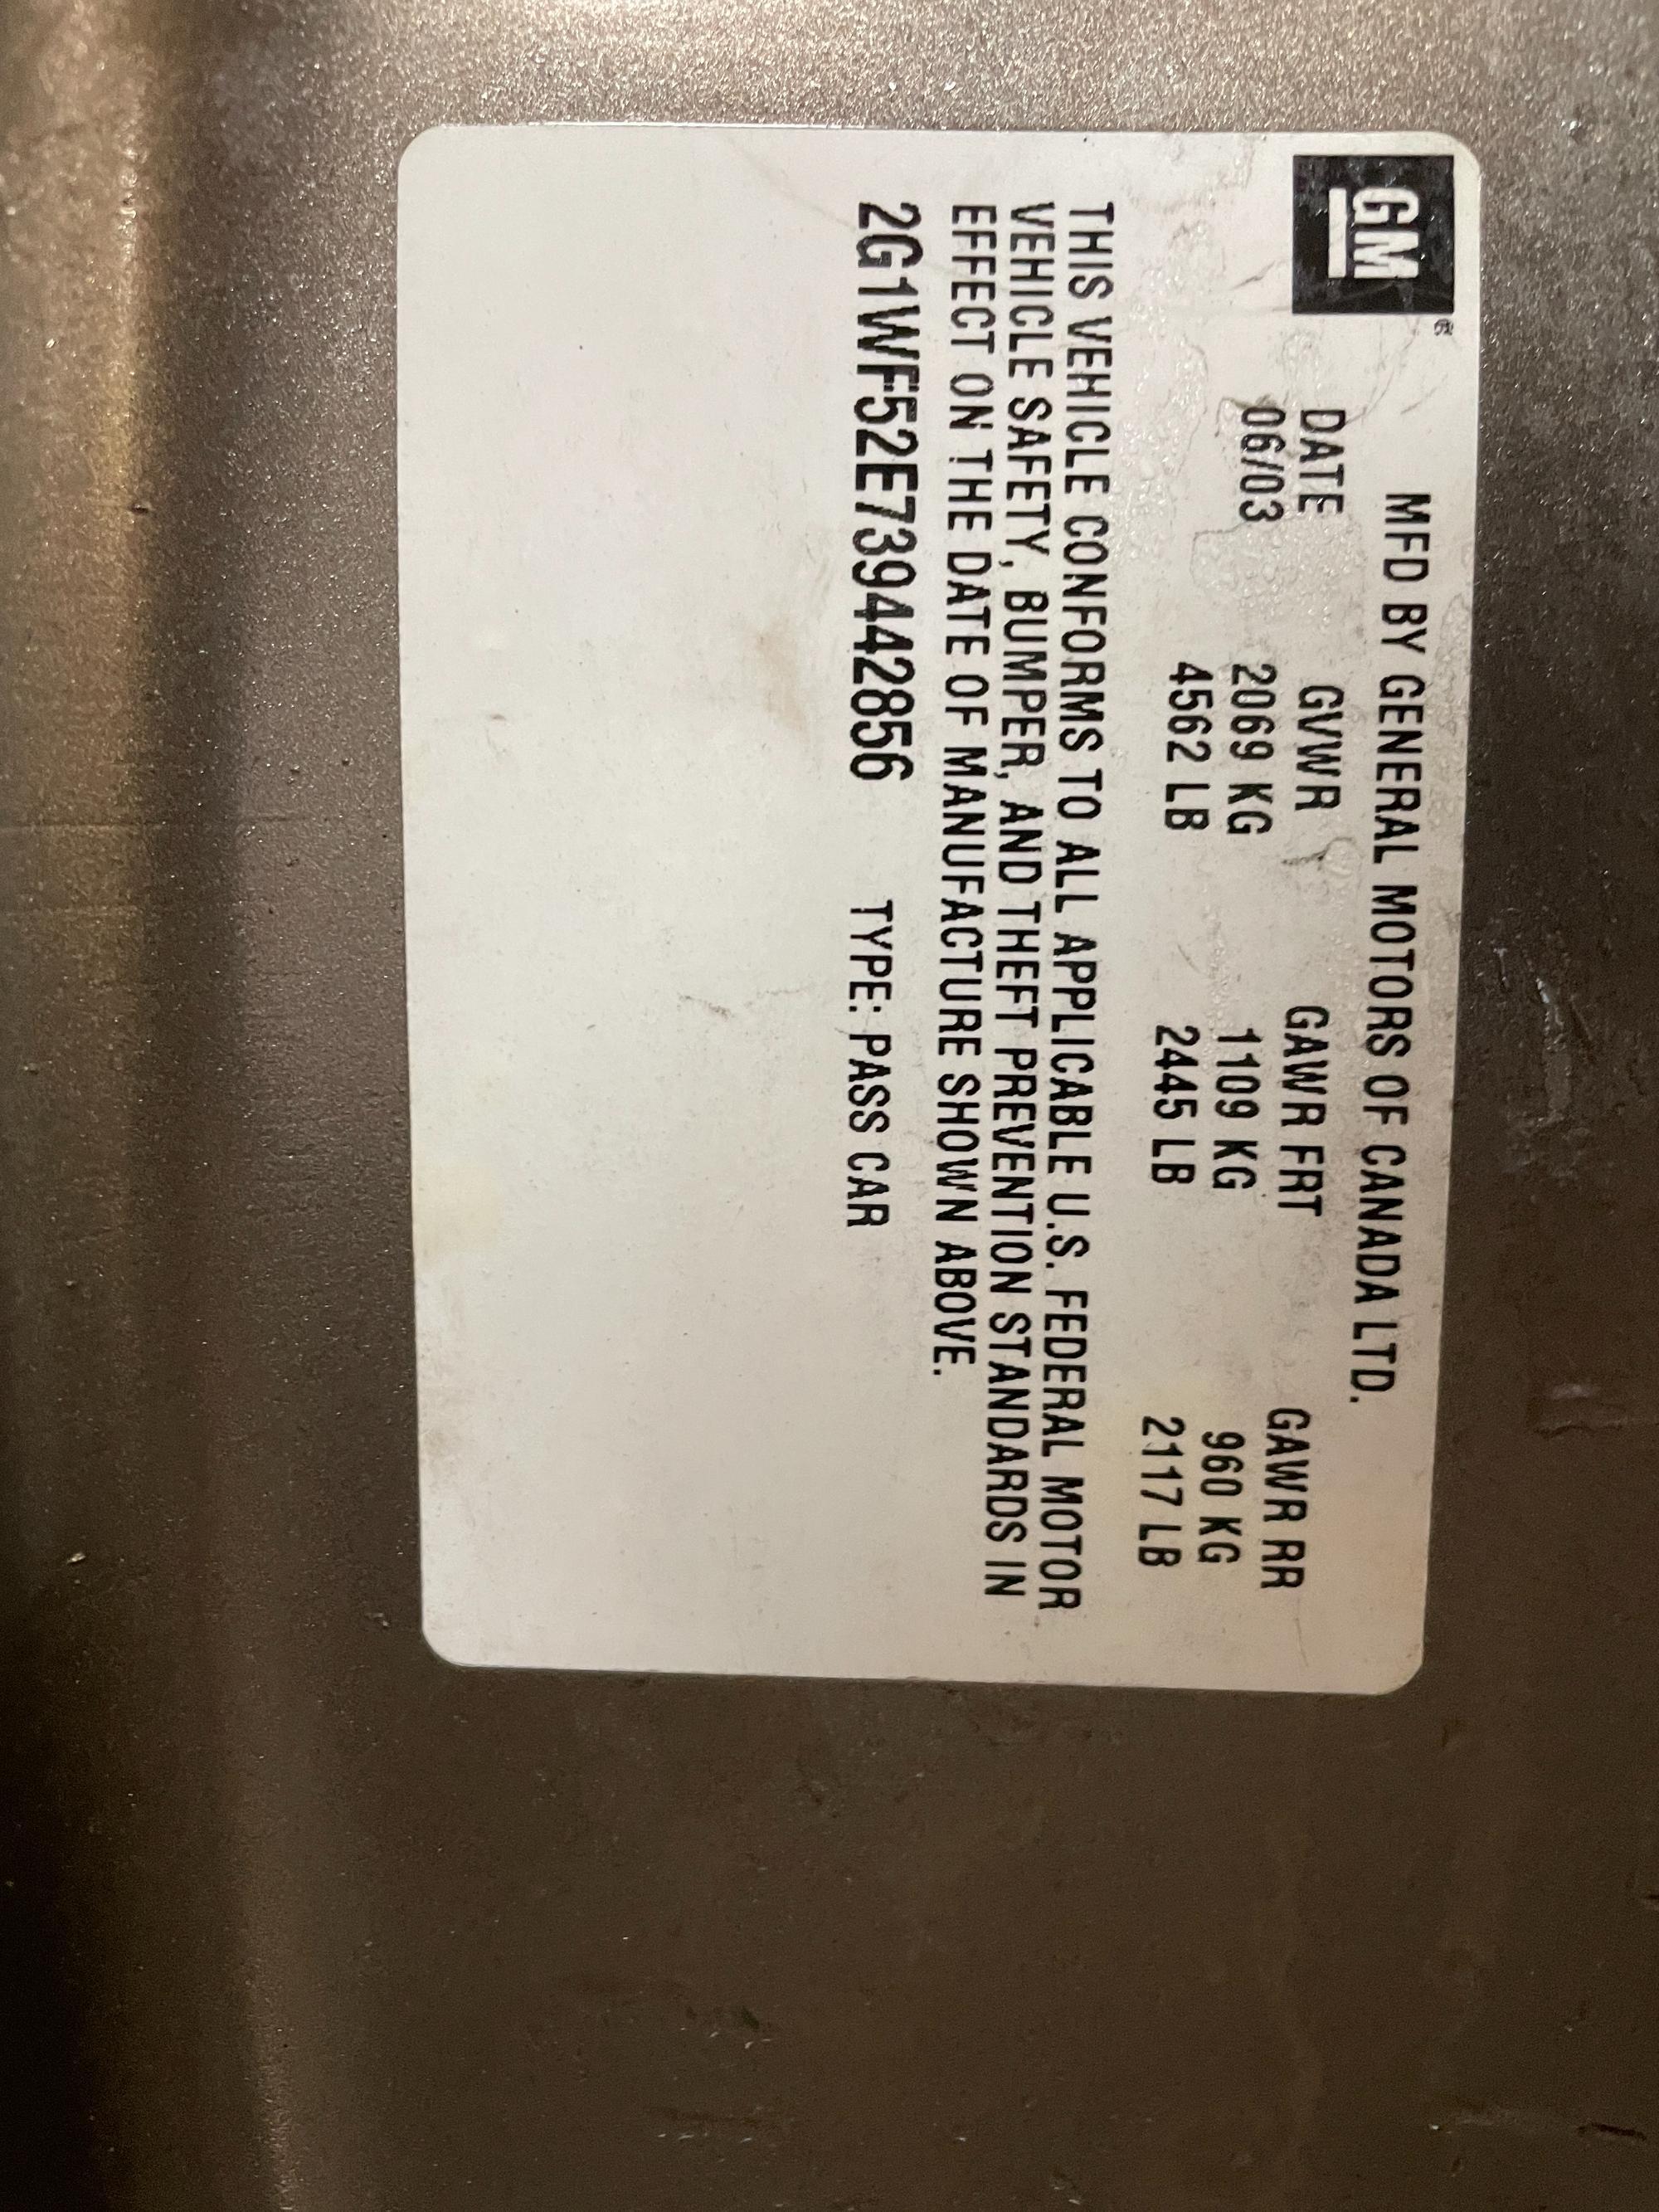 GM®
MFD BY GENERAL MOTORS OF CANADA LTD.
DATE GVWR GAWR FRT GAWR RR
06/03 2069 KG 1109 KG 960 KG
4562 LB 2445 LB 2117 LB
THIS VEHICLE CONFORMS TO ALL APPLICABLE U.S. FEDERAL MOTOR
VEHICLE SAFETY, BUMPER, AND THEFT PREVENTION STANDARDS IN
EFFECT ON THE DATE OF MANUFACTURE SHOWN ABOVE.
2G1WF52E739442856 TYPE: PASS CAR